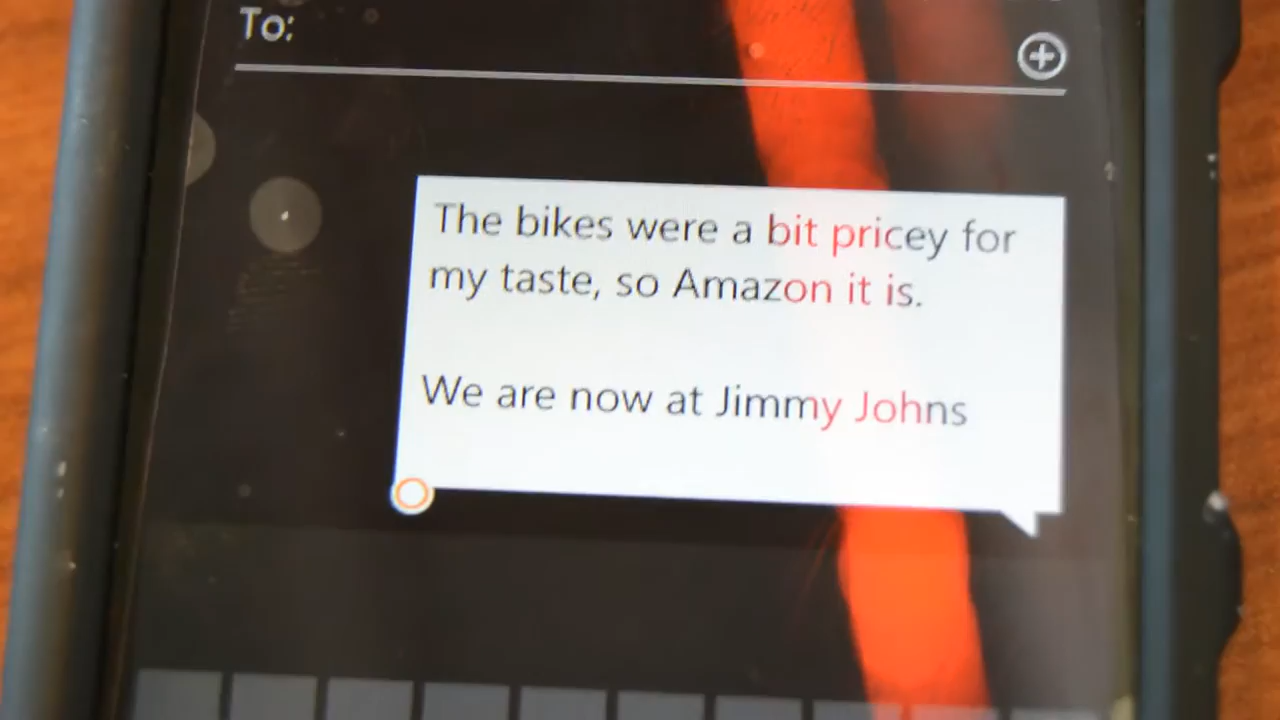 To:
The bikes were a bit pricey for
my taste, so Amazon it is.
We are now at Jimmy Johns